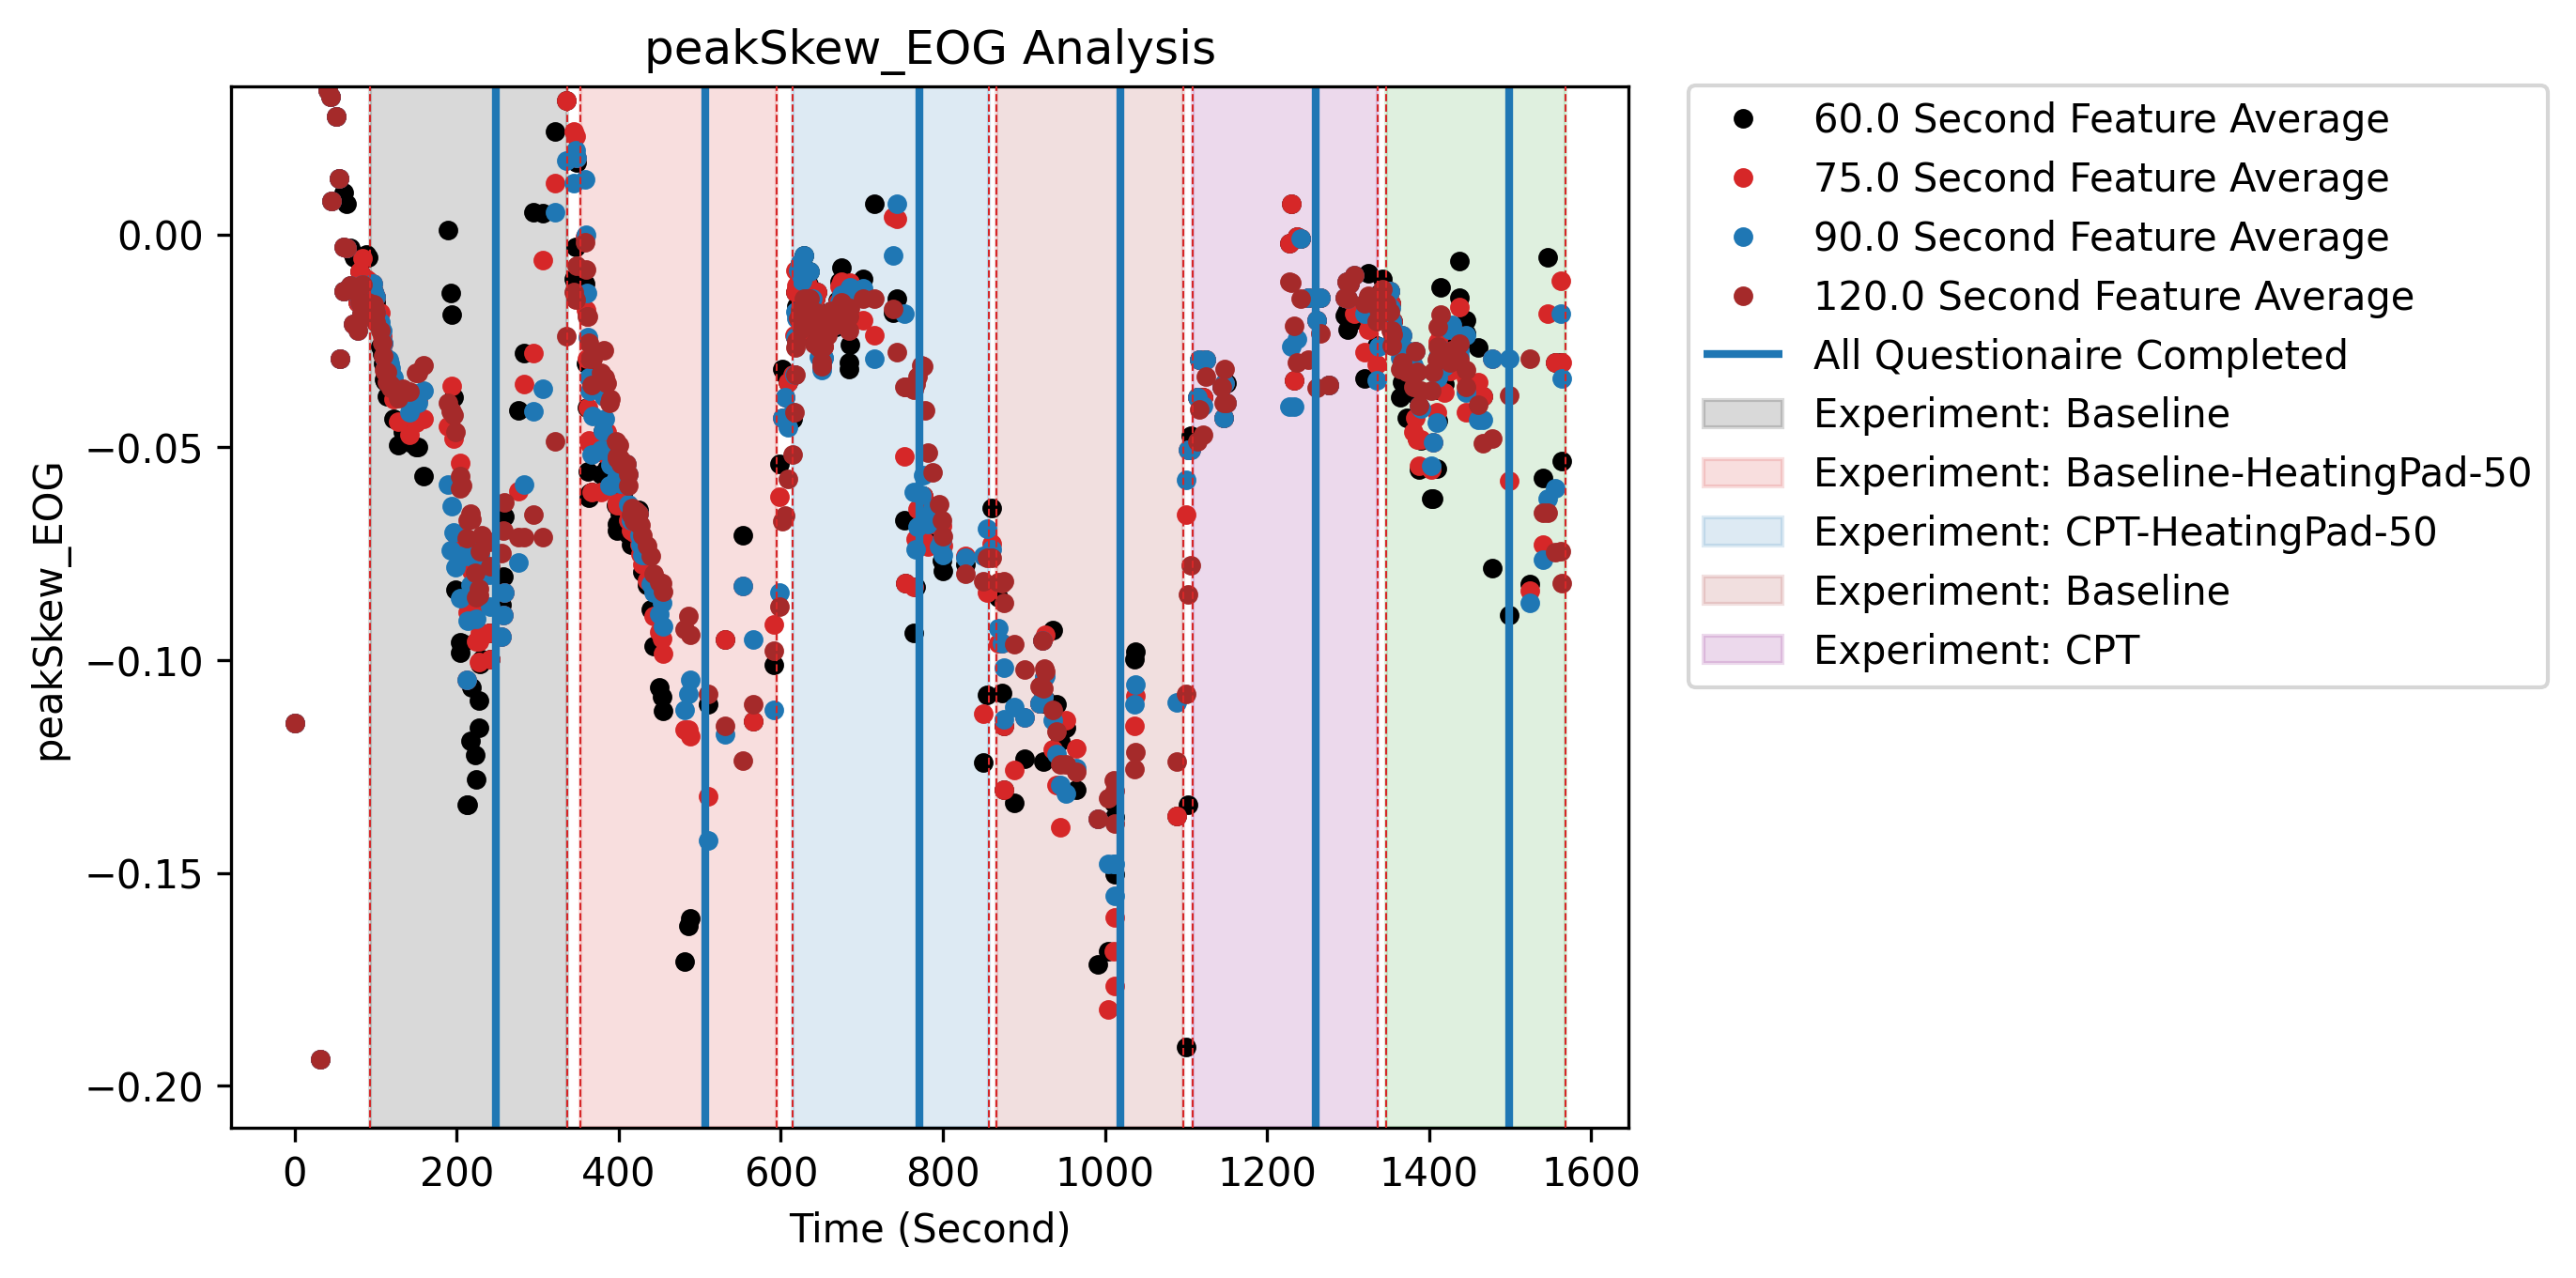 peakSkew_EOG Analysis
peakSkew_EOG
0.00
−0.05
−0.10
−0.15
−0.20
0 200 400 600 800 1000 1200 1400 1600
Time (Second)
60.0 Second Feature Average
75.0 Second Feature Average
90.0 Second Feature Average
120.0 Second Feature Average
All Questionaire Completed
Experiment: Baseline
Experiment: Baseline-HeatingPad-50
Experiment: CPT-HeatingPad-50
Experiment: Baseline
Experiment: CPT